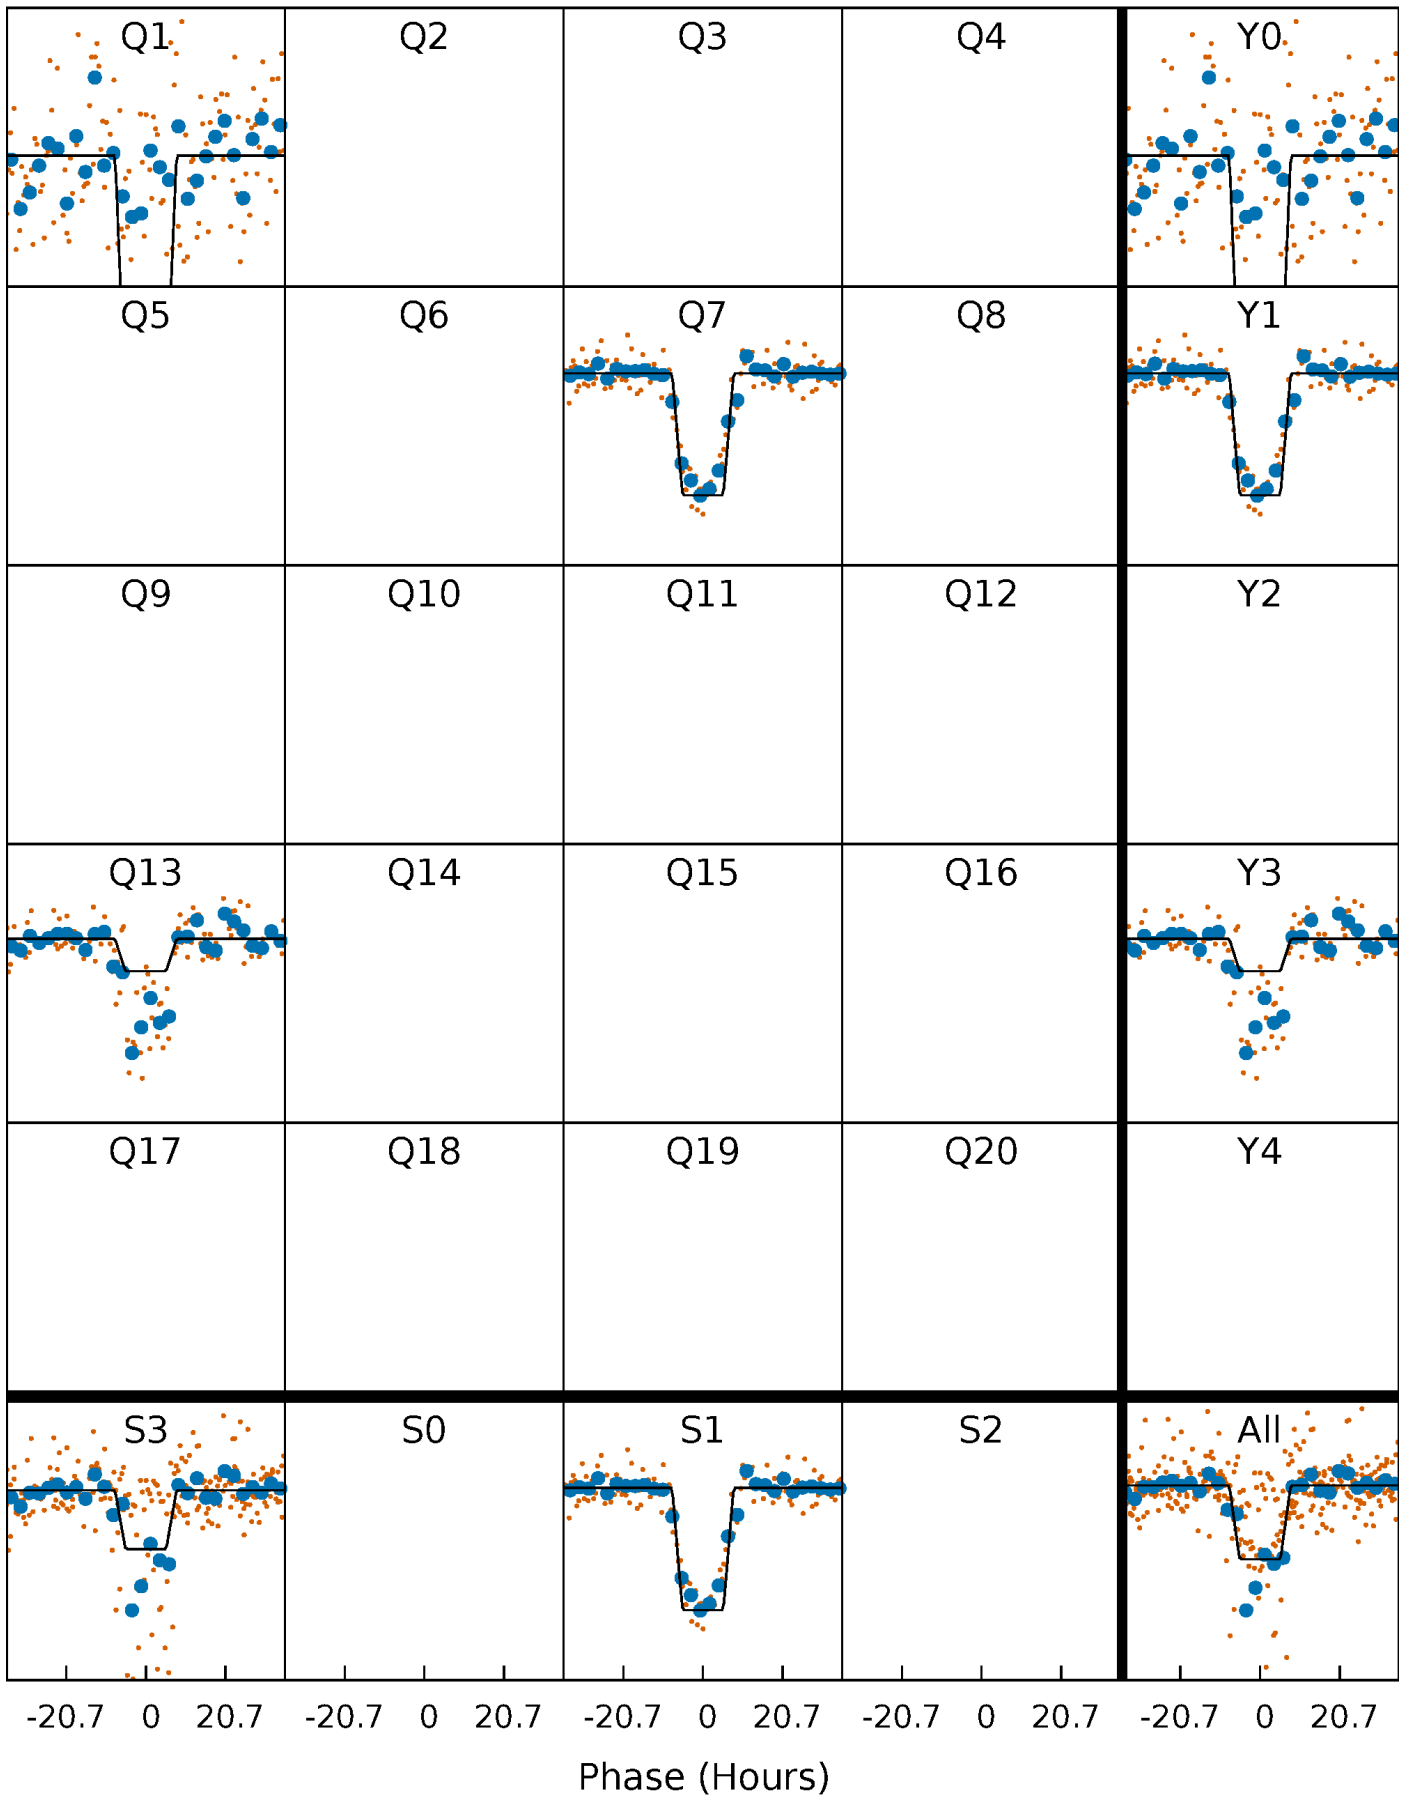 Q1 Q2 Q3 Q4 Y0
Q5 Q6 Q7 Q8 Y1
Q9 Q10 Q11 Q12 Y2
Q13 Q14 Q15 Q16 Y3
Q17 Q18 Q19 Q20 Y4
S3 S0 S1 S2 All
-20.7 0 20.7 -20.7 0 20.7 -20.7 0 20.7 -20.7 0 20.7 -20.7 0 20.7
Phase (Hours)